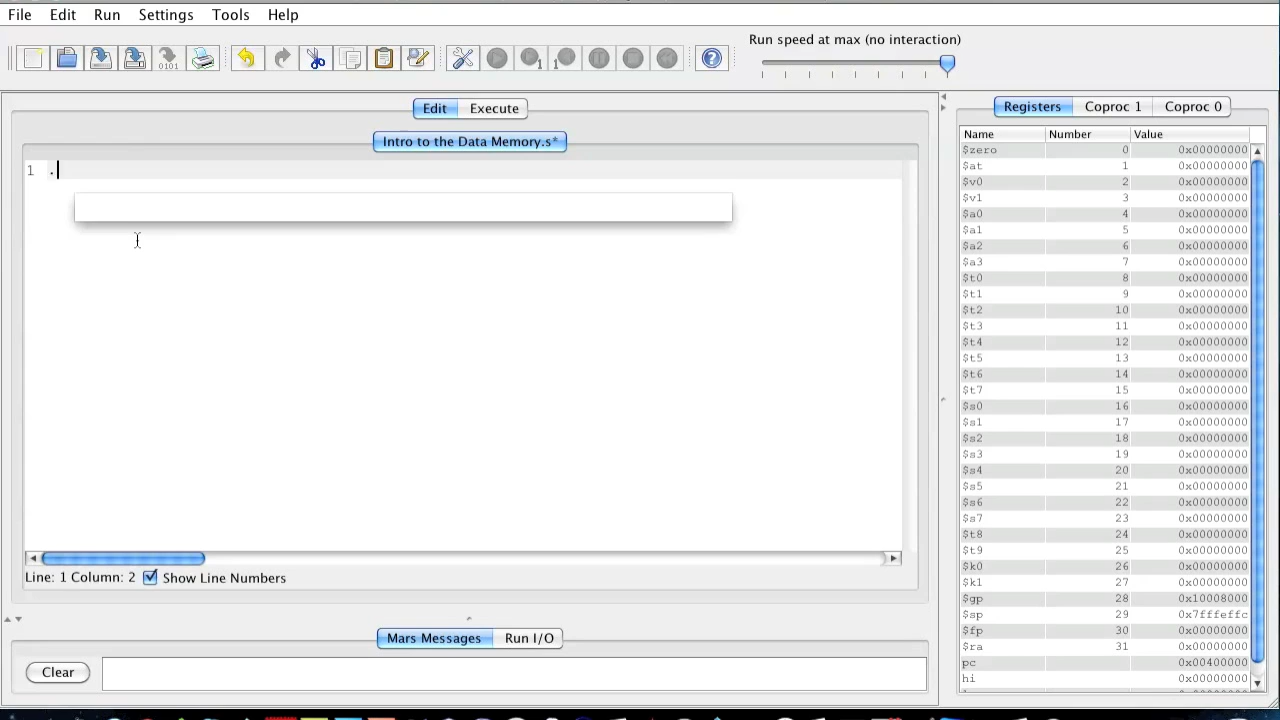 File Edit Run Settings Tools Help
Run speed at max (no interaction)
Edit Execute
Intro to the Data Memory.s*
1 .
Line: 1 Column: 2 Show Line Numbers
Mars Messages Run I/O
Clear
Registers Coproc 1 Coproc 0
Name Number Value
$zero 0 0x00000000
$at 1 0x00000000
$v0 2 0x00000000
$v1 3 0x00000000
$a0 4 0x00000000
$a1 5 0x00000000
$a2 6 0x00000000
$a3 7 0x00000000
$t0 8 0x00000000
$t1 9 0x00000000
$t2 10 0x00000000
$t3 11 0x00000000
$t4 12 0x00000000
$t5 13 0x00000000
$t6 14 0x00000000
$t7 15 0x00000000
$s0 16 0x00000000
$s1 17 0x00000000
$s2 18 0x00000000
$s3 19 0x00000000
$s4 20 0x00000000
$s5 21 0x00000000
$s6 22 0x00000000
$s7 23 0x00000000
$t8 24 0x00000000
$t9 25 0x00000000
$k0 26 0x00000000
$k1 27 0x00000000
$gp 28 0x10008000
$sp 29 0x7fffeffc
$fp 30 0x00000000
$ra 31 0x00000000
pc 0x00400000
hi 0x00000000